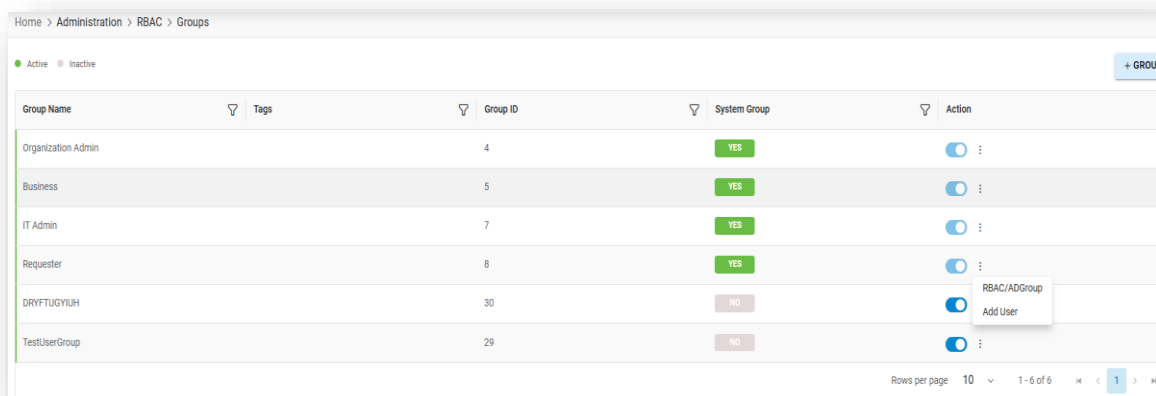 Home > Administration > RBAC > Groups
Active Inactive
+ GROU
Group Name Tags Group ID System Group Action
Organization Admin 4 YES
Business 5 YES
IT Admin 7 YES
Requester 8 YES
RBAC/ADGroup
DRYFTUGYIUH 30 NO
Add User
TestUserGroup 29 NO
Rows per page 10 1 - 6 of 6 1